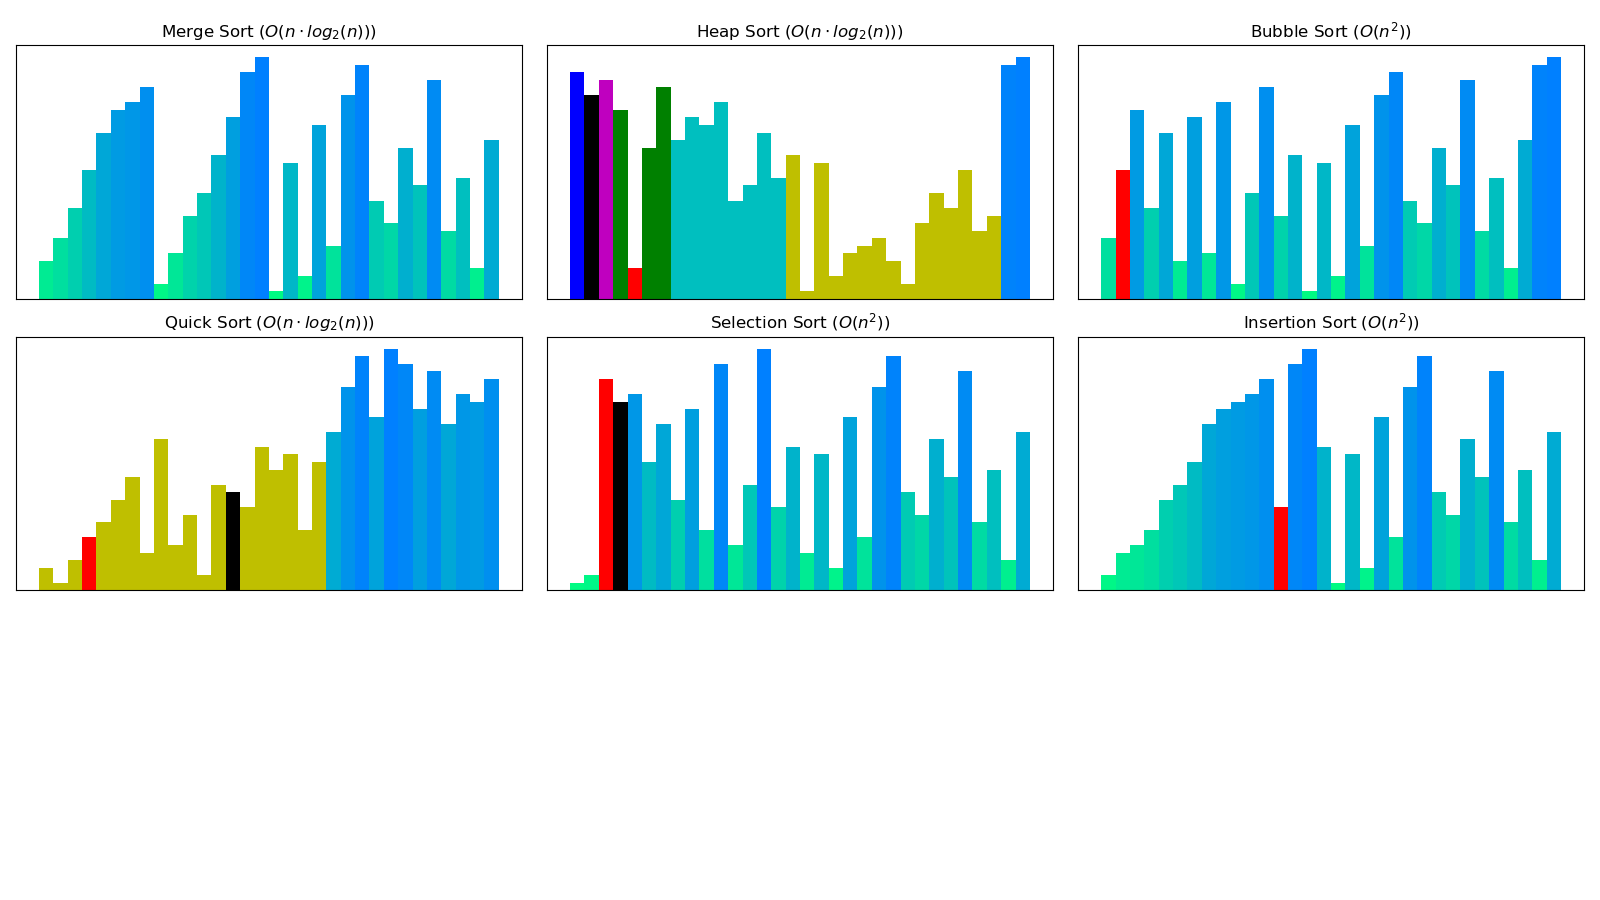 Merge Sort (O(n · log₂(n)))
Heap Sort (O(n · log₂(n)))
Bubble Sort (O(n²))
Quick Sort (O(n · log₂(n)))
Selection Sort (O(n²))
Insertion Sort (O(n²))